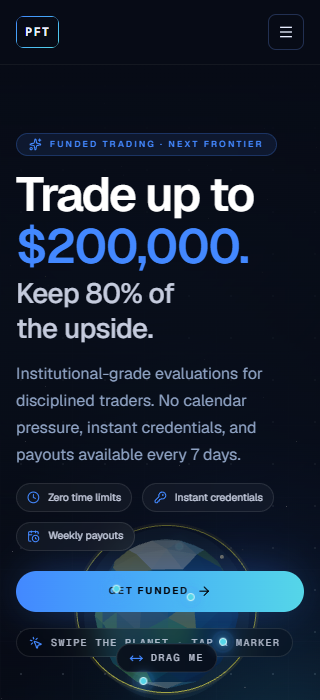 PFT
FUNDED TRADING · NEXT FRONTIER
Trade up to
$200,000.
Keep 80% of
the upside.
Institutional-grade evaluations for
disciplined traders. No calendar
pressure, instant credentials, and
payouts available every 7 days.
Zero time limits
Instant credentials
Weekly payouts
GET FUNDED →
SWIPE THE PLANET · TAP MARKER
DRAG ME